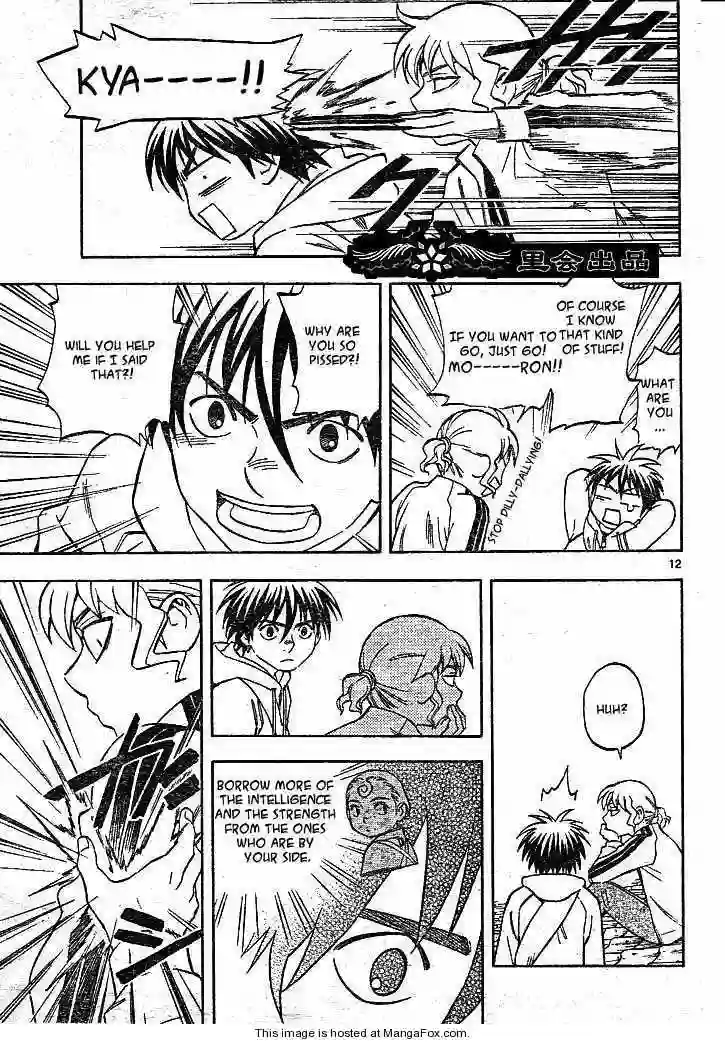 KYA-----!!
里会出品
WHAT
ARE
YOU
...
OF COURSE
I KNOW
THAT KIND
OF STUFF!
IF YOU WANT TO
GO, JUST GO!
MO-----RON!!
STOP DILLY-DALLYING!
WHY ARE
YOU SO
PISSED?!
WILL YOU HELP
ME IF I SAID
THAT?!
12
HUH?
BORROW MORE OF
THE INTELLIGENCE
AND THE STRENGTH
FROM THE ONES
WHO ARE BY
YOUR SIDE.
This image is hosted at MangaFox.com.